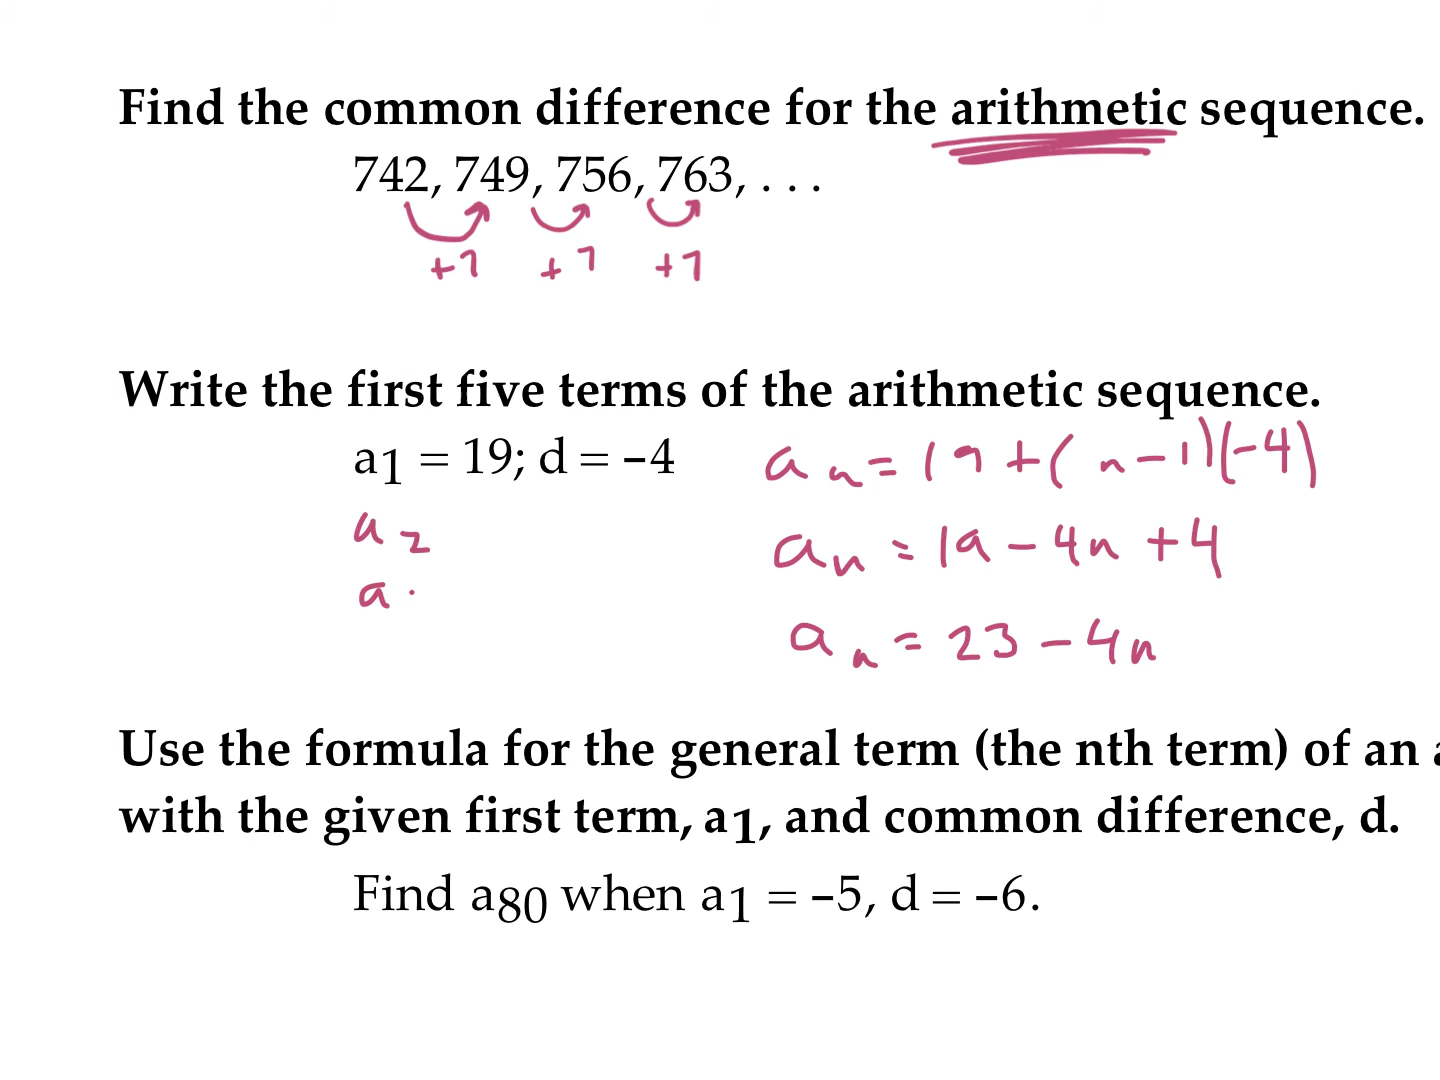 Find the common difference for the arithmetic sequence.
742, 749, 756, 763, . . .
+7 +7 +7
Write the first five terms of the arithmetic sequence.
a1 = 19; d = –4
an = 19 + (n – 1)(–4)
a2
an = 19 – 4n + 4
a
an = 23 – 4n
Use the formula for the general term (the nth term) of an a
with the given first term, a1, and common difference, d.
Find a80 when a1 = –5, d = –6.